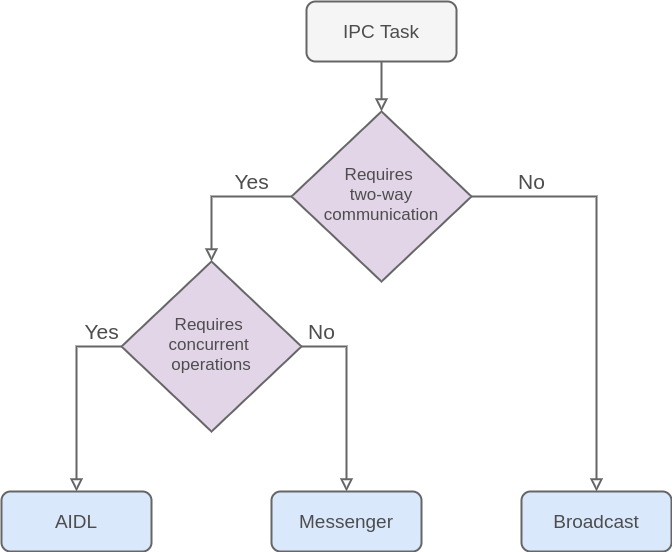 IPC Task
Requires
two-way
communication
Yes
No
Requires
concurrent
operations
Yes
No
AIDL
Messenger
Broadcast